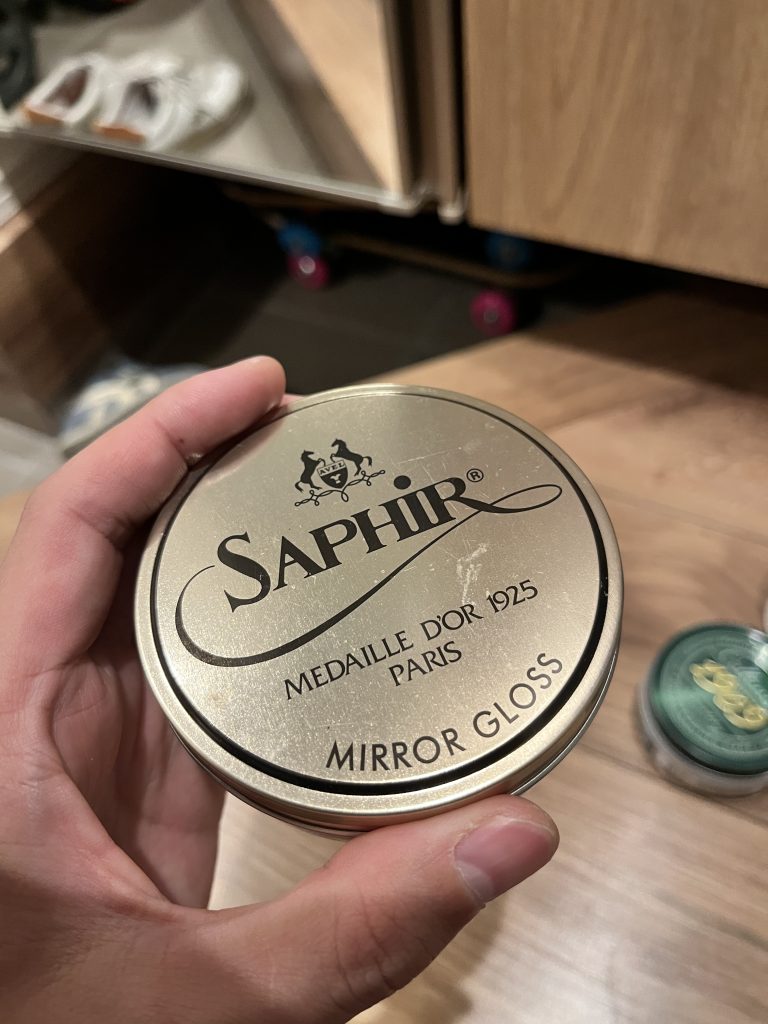 AVEL
SAPHIR®
MEDAILLE D'OR 1925
PARIS
MIRROR GLOSS